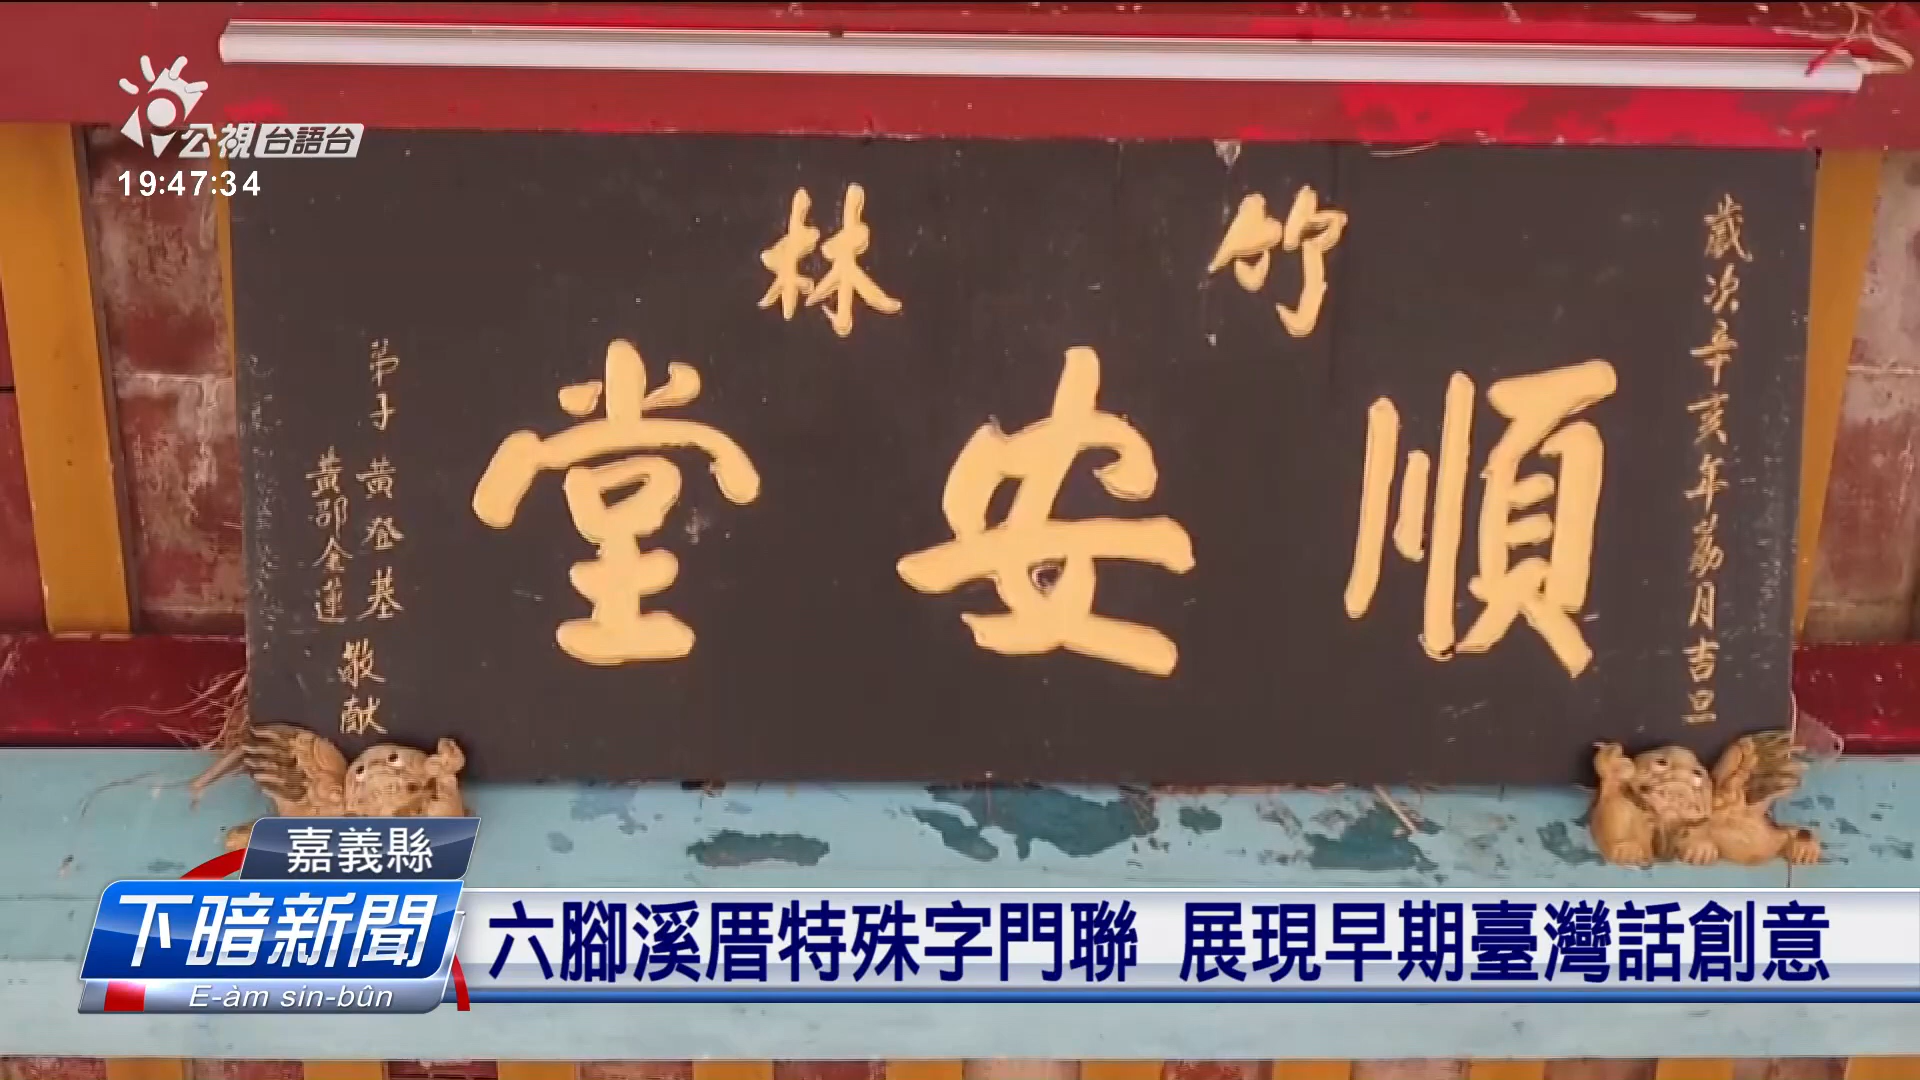 公視台語台
19:47:34
竹林
順安堂
歲次辛亥年荔月吉旦
弟子 黃登基
黃邵金蓮
敬献
嘉義縣
下暗新聞
E-àm sin-bûn
六腳溪厝特殊字門聯 展現早期臺灣話創意